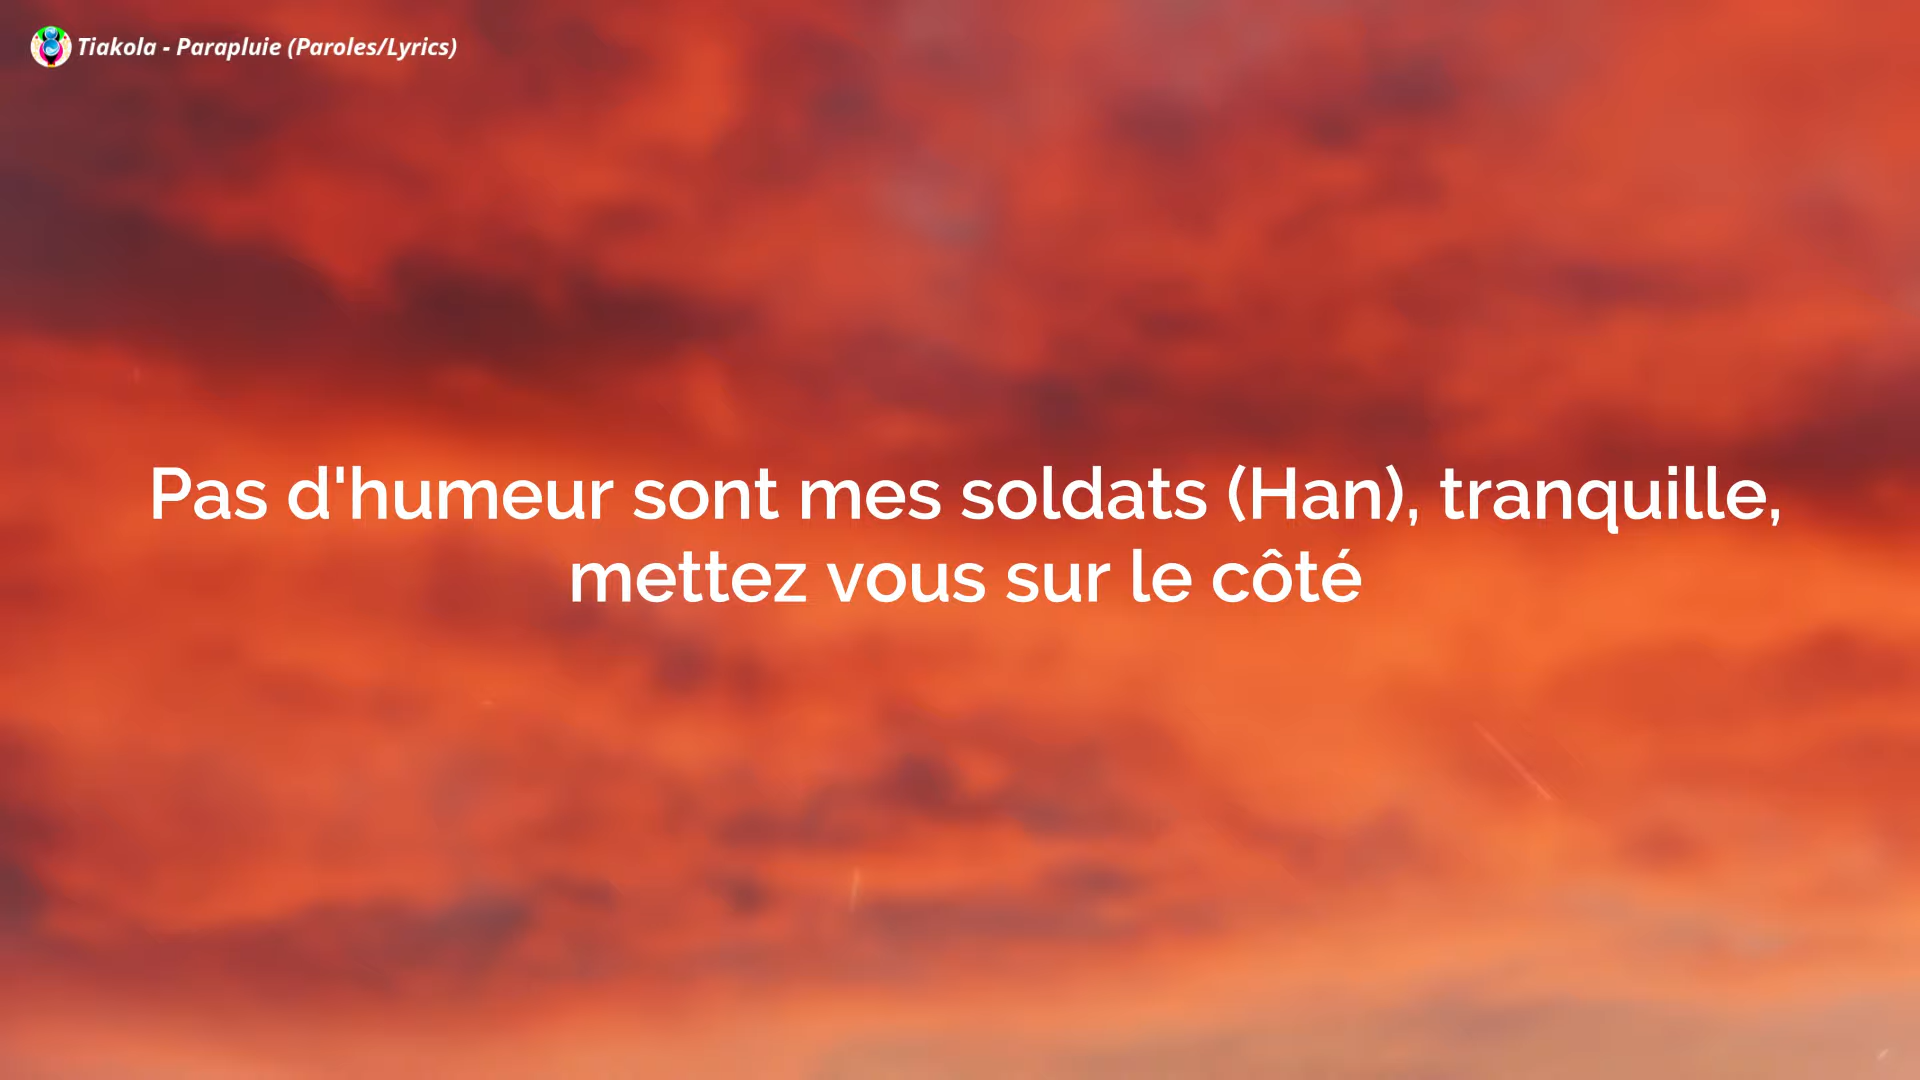 Tiakola - Parapluie (Paroles/Lyrics)
Pas d'humeur sont mes soldats (Han), tranquille,
mettez vous sur le côté